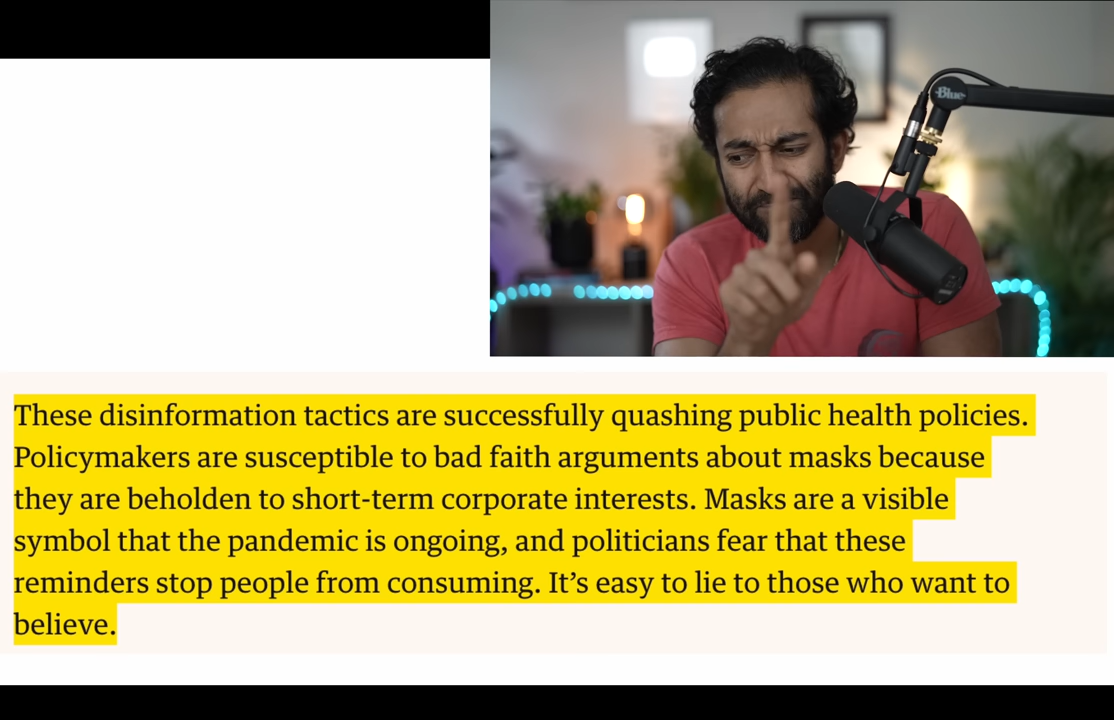 Blue
These disinformation tactics are successfully quashing public health policies.
Policymakers are susceptible to bad faith arguments about masks because
they are beholden to short-term corporate interests. Masks are a visible
symbol that the pandemic is ongoing, and politicians fear that these
reminders stop people from consuming. It’s easy to lie to those who want to
believe.